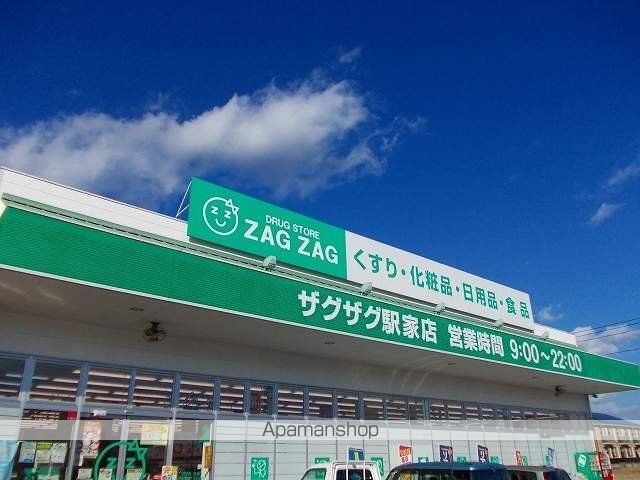 DRUG STORE
ZAG ZAG
くすり・化粧品・日用品・食品
ザグザグ駅家店 営業時間 9:00～22:00
Apamanshop